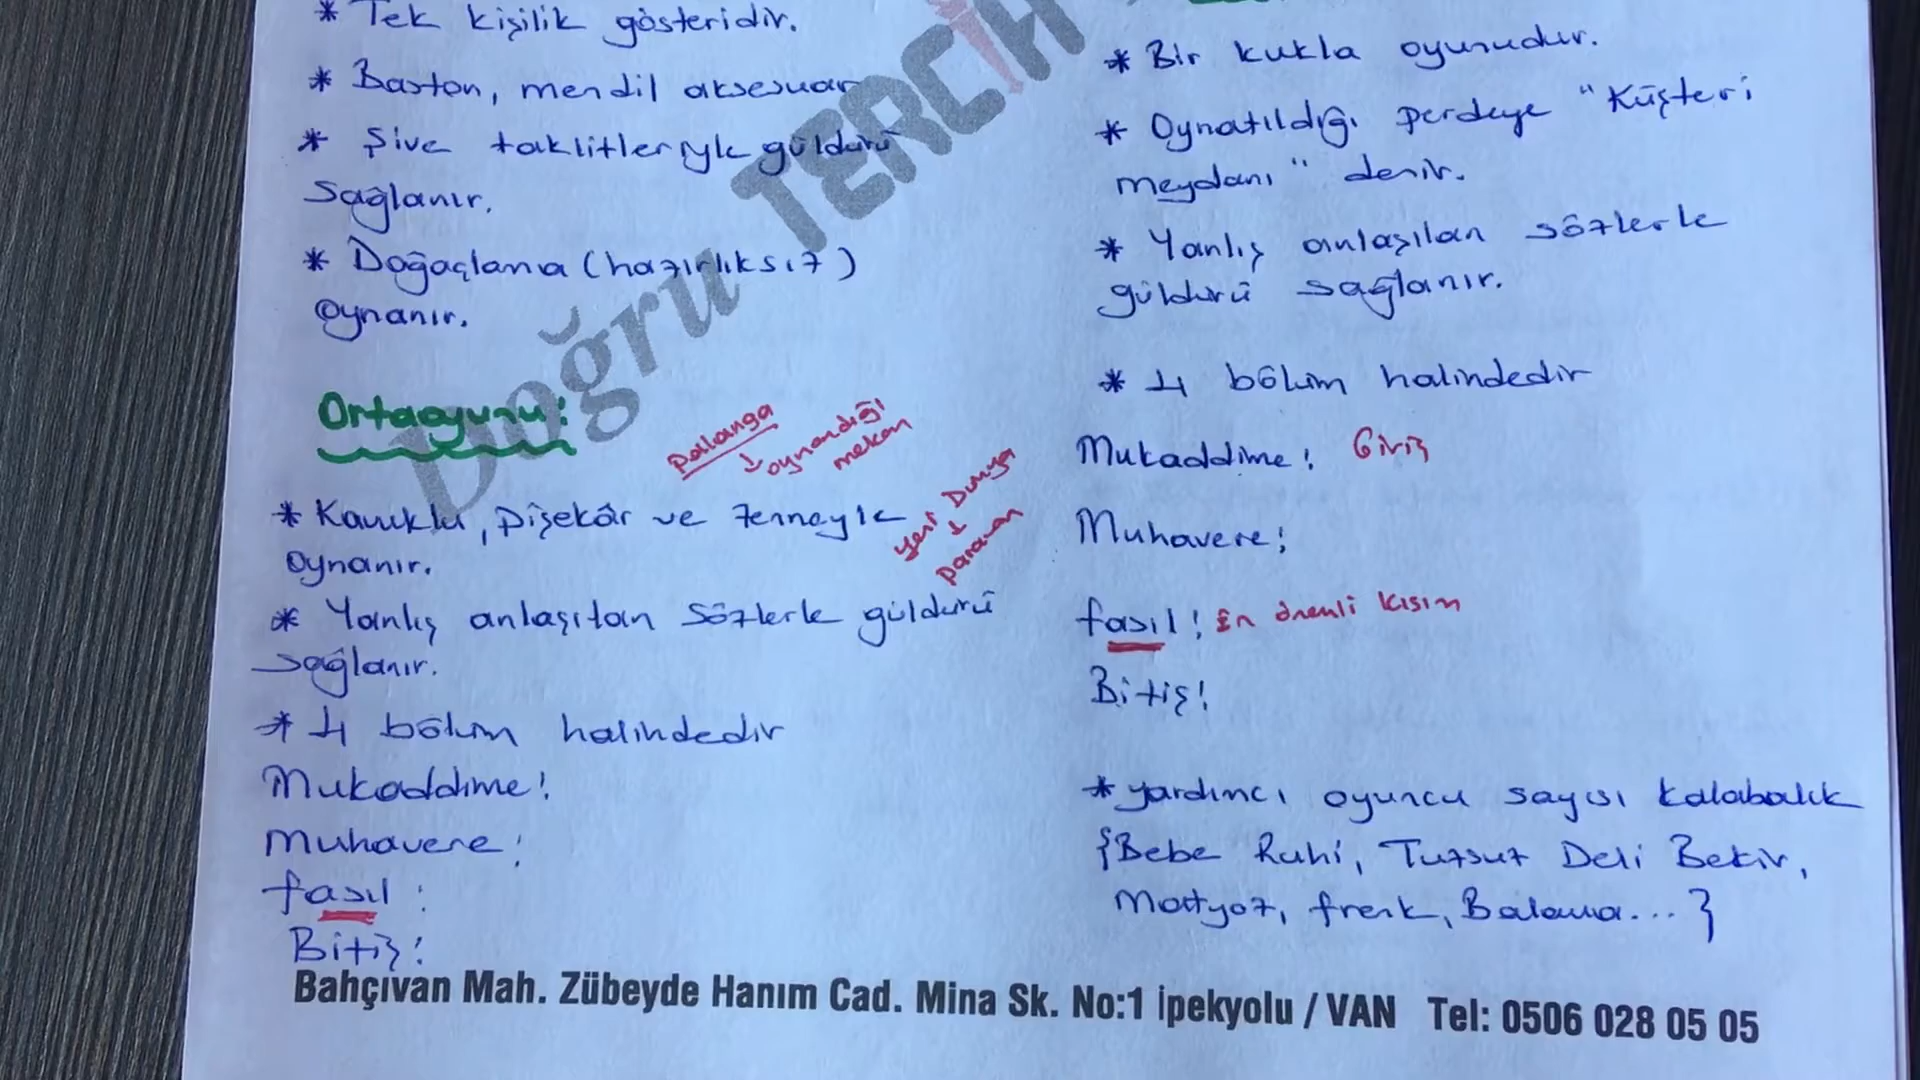 * Tek kişilik gösteridir.
* Baston, mendil aksesuar
* Şive taklitleriyle güldürü
sağlanır.
* Doğaçlama (hazırlıksız)
oynanır.
Ortaoyunu:
Palanga
↓ oynandığı
mekan
* Kavuklu, Pişekâr ve zenneyle
oynanır.
Yeni Dünya
↓
paravan
* Yanlış anlaşılan sözlerle güldürü
sağlanır.
* 4 bölüm halindedir
Mukaddime:
Muhavere:
fasıl:
Bitiş:
* Bir kukla oyunudur.
* Oynatıldığı perdeye "Küşteri
meydanı" denir.
* Yanlış anlaşılan sözlerle
güldürü sağlanır.
* 4 bölüm halindedir
Mukaddime: Giriş
Muhavere:
fasıl: En önemli kısım
Bitiş:
* yardımcı oyuncu sayısı kalabalık
{Bebe Ruhi, Tuzsuz Deli Bekir,
Matyoz, frenk, Balama...}
Doğru TERCİH
Bahçıvan Mah. Zübeyde Hanım Cad. Mina Sk. No:1 İpekyolu / VAN Tel: 0506 028 05 05